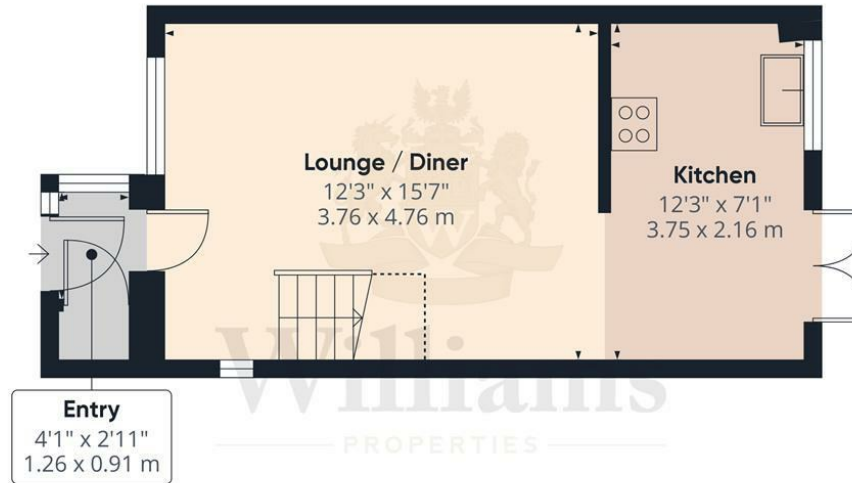 Lounge / Diner
12'3" x 15'7"
3.76 x 4.76 m
Kitchen
12'3" x 7'1"
3.75 x 2.16 m
Entry
4'1" x 2'11"
1.26 x 0.91 m
Williams
PROPERTIES